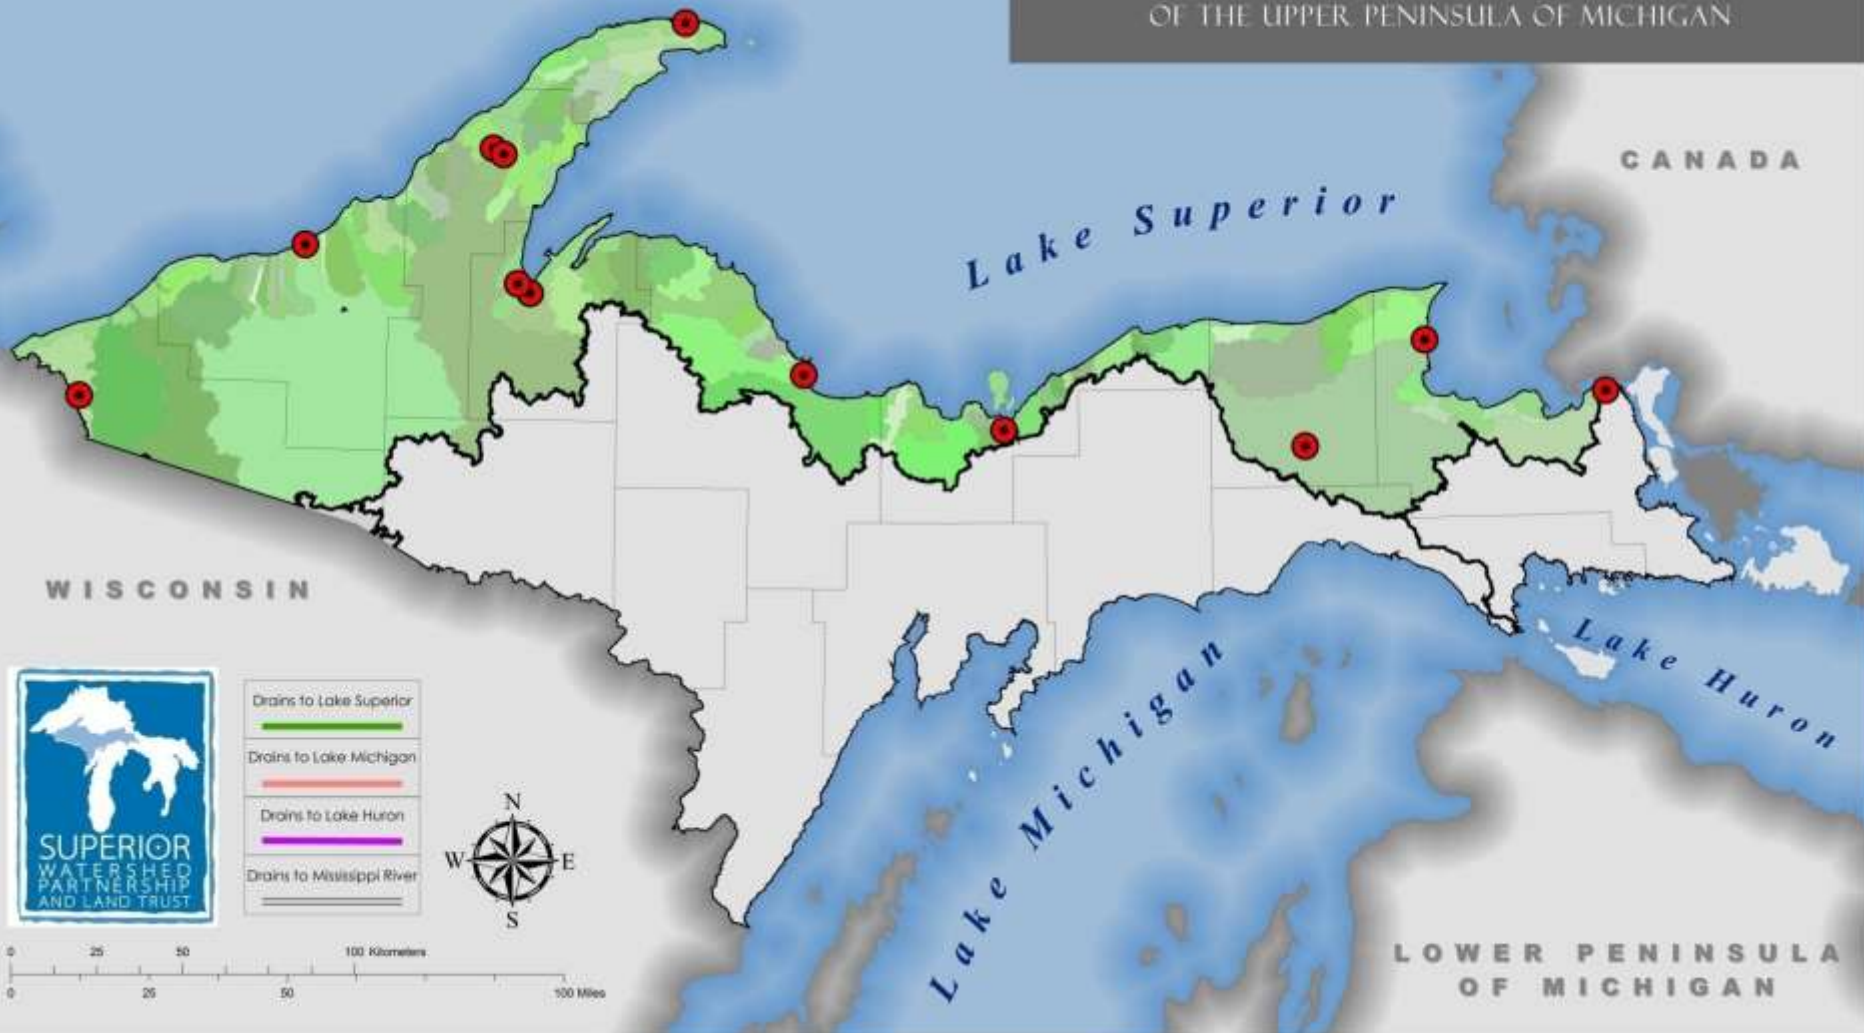 OF THE UPPER PENINSULA OF MICHIGAN
CANADA
Lake Superior
WISCONSIN
Lake Huron
Lake Michigan
Drains to Lake Superior
Drains to Lake Michigan
Drains to Lake Huron
Drains to Mississippi River
SUPERIOR
WATERSHED
PARTNERSHIP
AND LAND TRUST
N
W
E
S
0 25 50 100 Kilometers
0 25 50 100 Miles
LOWER PENINSULA
OF MICHIGAN